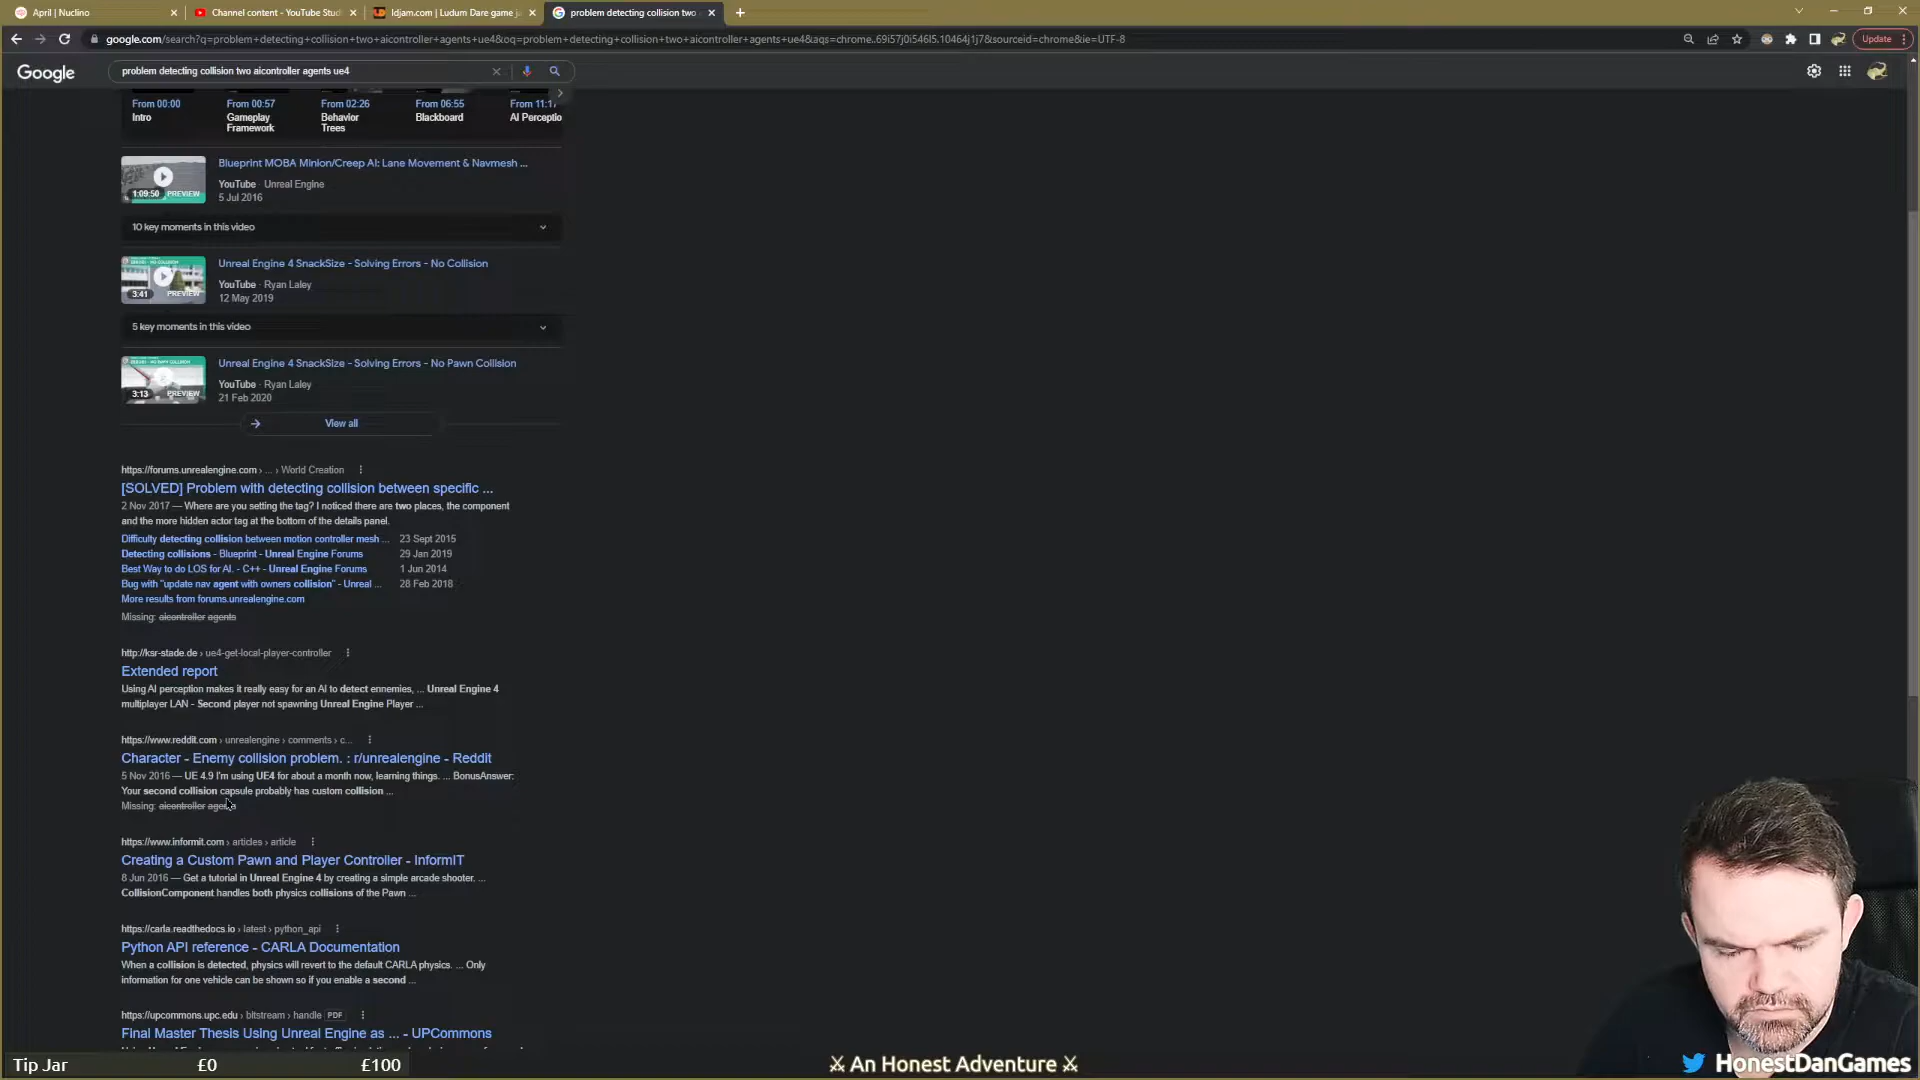 April | Nuclino
Channel content - YouTube Stud
ldjam.com | Ludum Dare game ja
problem detecting collision two
google.com/search?q=problem+detecting+collision+two+aicontroller+agents+ue4&oq=problem+detecting+collision+two+aicontroller+agents+ue4&aqs=chrome..69i57j0i546l5.10464j1j7&sourceid=chrome&ie=UTF-8
Update
Google
problem detecting collision two aicontroller agents ue4
From 00:00
Intro
From 00:57
Gameplay
Framework
From 02:26
Behavior
Trees
From 06:55
Blackboard
From 11:17
AI Perceptio
1:09:50 PREVIEW
Blueprint MOBA Minion/Creep AI: Lane Movement & Navmesh ...
YouTube · Unreal Engine
5 Jul 2016
10 key moments in this video
3:41 PREVIEW
Unreal Engine 4 SnackSize - Solving Errors - No Collision
YouTube · Ryan Laley
12 May 2019
5 key moments in this video
3:13 PREVIEW
Unreal Engine 4 SnackSize - Solving Errors - No Pawn Collision
YouTube · Ryan Laley
21 Feb 2020
View all
https://forums.unrealengine.com › ... › World Creation
[SOLVED] Problem with detecting collision between specific ...
2 Nov 2017 — Where are you setting the tag? I noticed there are two places, the component
and the more hidden actor tag at the bottom of the details panel.
Difficulty detecting collision between motion controller mesh ... 23 Sept 2015
Detecting collisions - Blueprint - Unreal Engine Forums 29 Jan 2019
Best Way to do LOS for AI. - C++ - Unreal Engine Forums 1 Jun 2014
Bug with "update nav agent with owners collision" - Unreal ... 28 Feb 2018
More results from forums.unrealengine.com
Missing: aicontroller agents
http://ksr-stade.de › ue4-get-local-player-controller
Extended report
Using AI perception makes it really easy for an AI to detect ennemies, ... Unreal Engine 4
multiplayer LAN - Second player not spawning Unreal Engine Player ...
https://www.reddit.com › unrealengine › comments › c...
Character - Enemy collision problem. : r/unrealengine - Reddit
5 Nov 2016 — UE 4.9 I'm using UE4 for about a month now, learning things. ... BonusAnswer:
Your second collision capsule probably has custom collision ...
Missing: aicontroller agents
https://www.informit.com › articles › article
Creating a Custom Pawn and Player Controller - InformIT
8 Jun 2016 — Get a tutorial in Unreal Engine 4 by creating a simple arcade shooter. ...
CollisionComponent handles both physics collisions of the Pawn ...
https://carla.readthedocs.io › latest › python_api
Python API reference - CARLA Documentation
When a collision is detected, physics will revert to the default CARLA physics. ... Only
information for one vehicle can be shown so if you enable a second ...
https://upcommons.upc.edu › bitstream › handle PDF
Final Master Thesis Using Unreal Engine as ... - UPCommons
Tip Jar £0 £100
⚔ An Honest Adventure ⚔
HonestDanGames